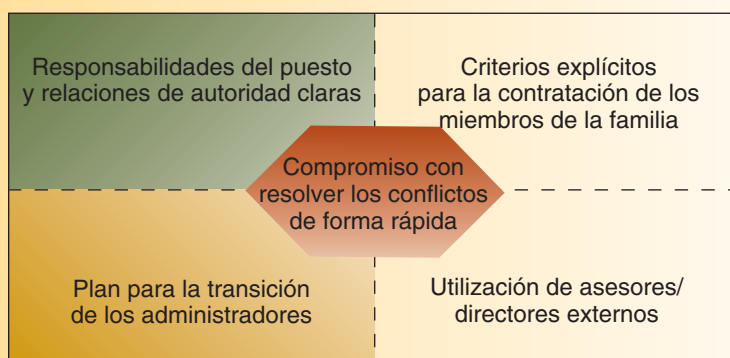 Responsabilidades del puesto
y relaciones de autoridad claras
Criterios explícitos
para la contratación de los
miembros de la familia
Compromiso con
resolver los conflictos
de forma rápida
Plan para la transición
de los administradores
Utilización de asesores/
directores externos